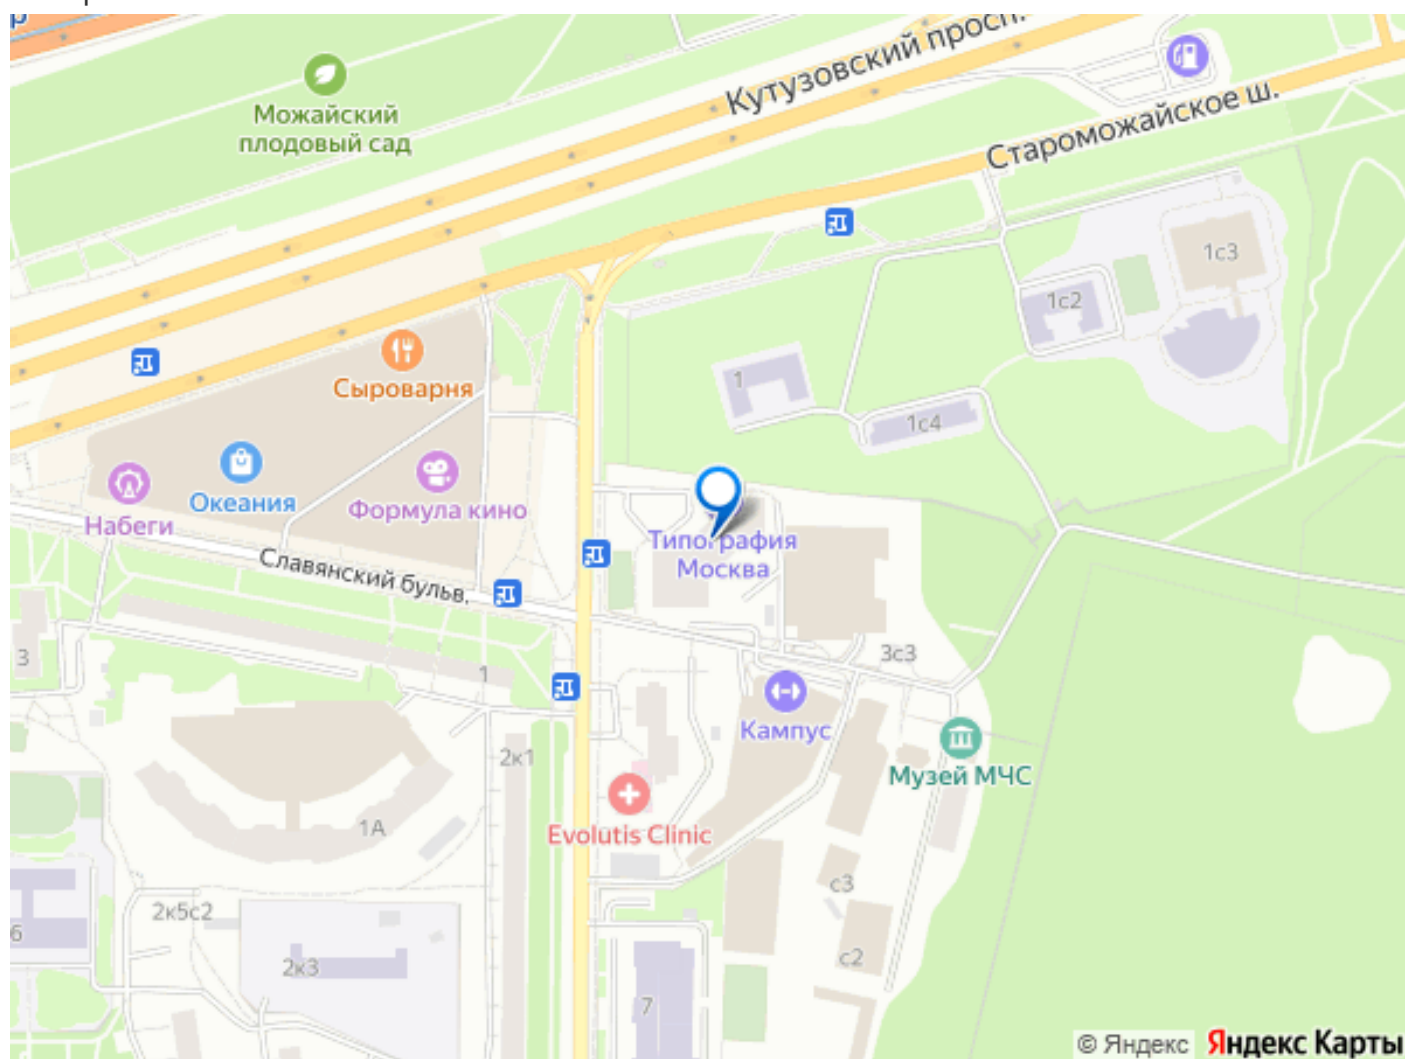 р
Кутузовский просп.
Можайский
плодовый сад
Староможайское ш.
1с3
1с2
Сыроварня
1
1с4
Океания
Формула кино
Набеги
Типография
Москва
Славянский бульв.
3
1
3с3
Кампус
2к1
Музей МЧС
1А
Evolutis Clinic
с3
2к5с2
6
с2
2к3
7
© Яндекс Яндекс Карты